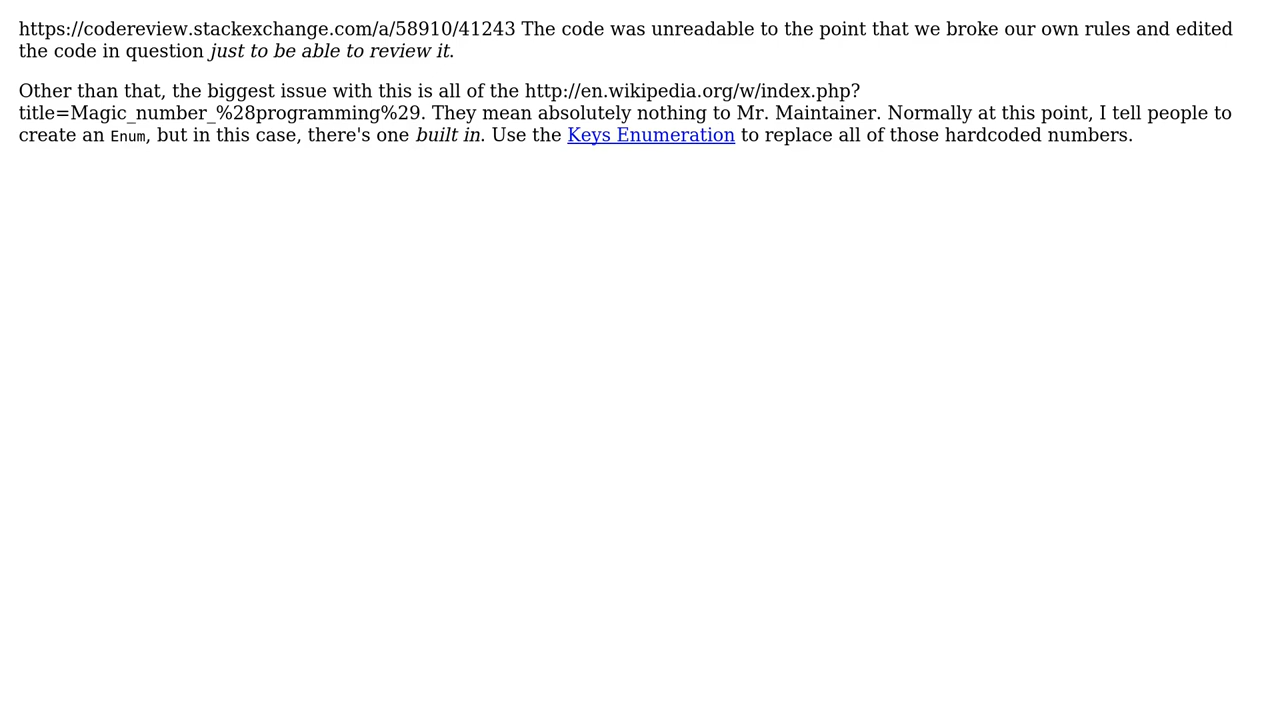 https://codereview.stackexchange.com/a/58910/41243 The code was unreadable to the point that we broke our own rules and edited
the code in question just to be able to review it.
Other than that, the biggest issue with this is all of the http://en.wikipedia.org/w/index.php?
title=Magic_number_%28programming%29. They mean absolutely nothing to Mr. Maintainer. Normally at this point, I tell people to
create an Enum, but in this case, there's one built in. Use the Keys Enumeration to replace all of those hardcoded numbers.